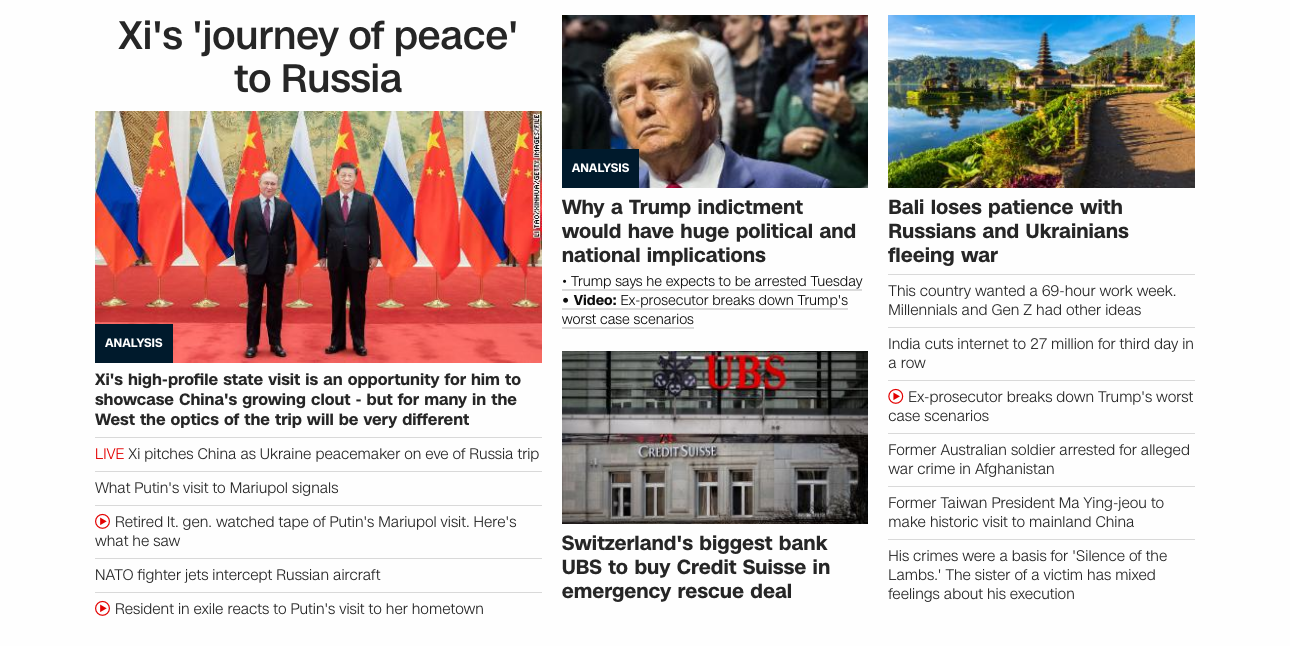 Xi's 'journey of peace'
to Russia
LI TAO/XINHUA/GETTY IMAGES/FILE
ANALYSIS
Xi's high-profile state visit is an opportunity for him to
showcase China's growing clout - but for many in the
West the optics of the trip will be very different
LIVE Xi pitches China as Ukraine peacemaker on eve of Russia trip
What Putin's visit to Mariupol signals
Retired lt. gen. watched tape of Putin's Mariupol visit. Here's
what he saw
NATO fighter jets intercept Russian aircraft
Resident in exile reacts to Putin's visit to her hometown
ANALYSIS
Why a Trump indictment
would have huge political and
national implications
• Trump says he expects to be arrested Tuesday
• Video: Ex-prosecutor breaks down Trump's
worst case scenarios
UBS
CREDIT SUISSE
Switzerland's biggest bank
UBS to buy Credit Suisse in
emergency rescue deal
Bali loses patience with
Russians and Ukrainians
fleeing war
This country wanted a 69-hour work week.
Millennials and Gen Z had other ideas
India cuts internet to 27 million for third day in
a row
Ex-prosecutor breaks down Trump's worst
case scenarios
Former Australian soldier arrested for alleged
war crime in Afghanistan
Former Taiwan President Ma Ying-jeou to
make historic visit to mainland China
His crimes were a basis for 'Silence of the
Lambs.' The sister of a victim has mixed
feelings about his execution